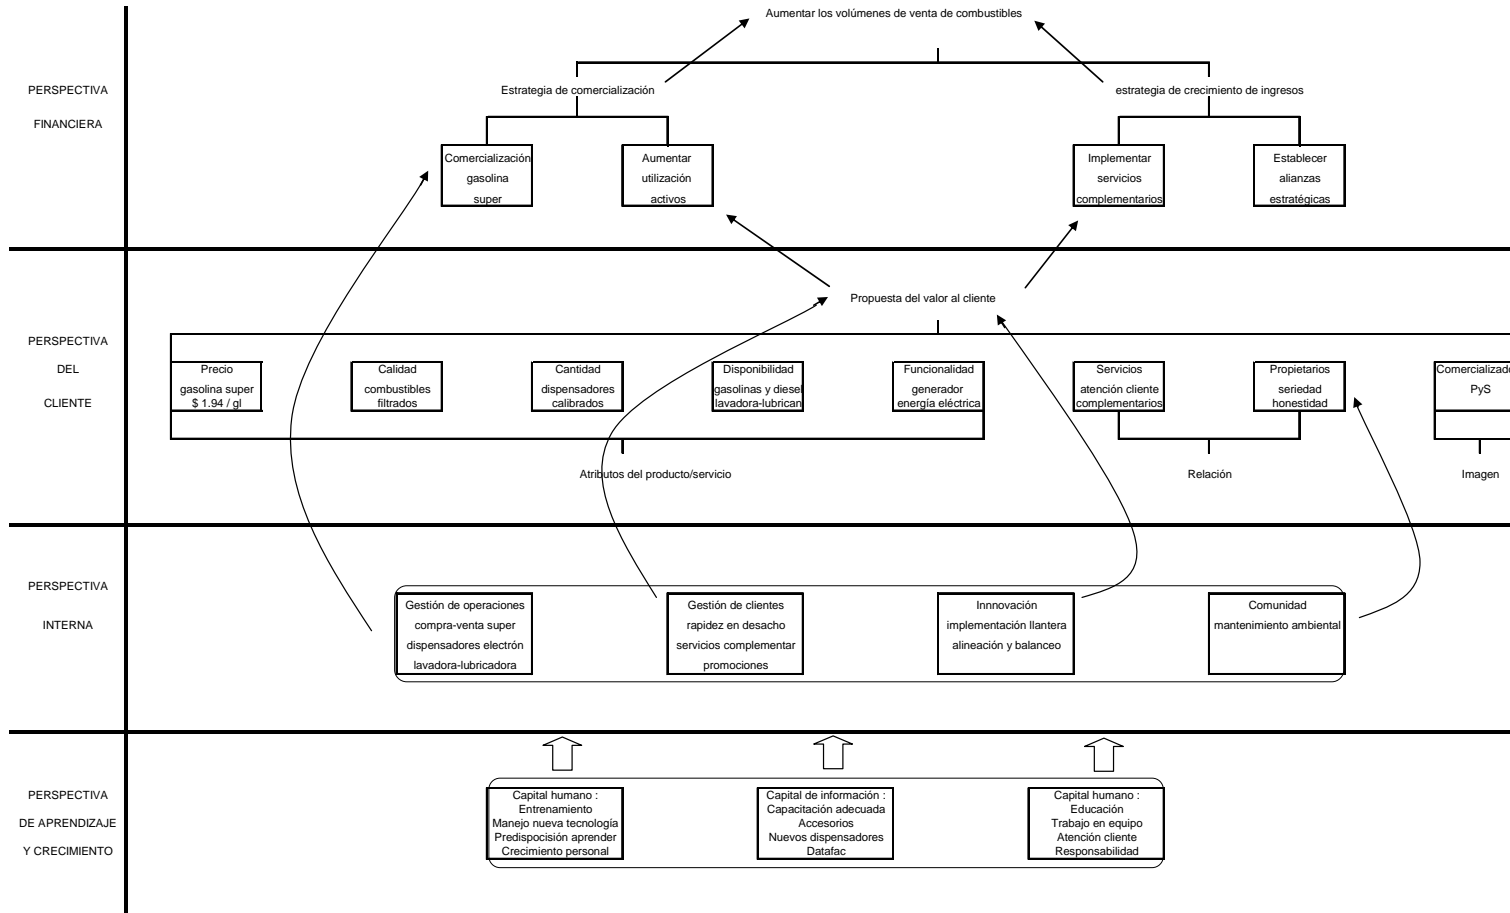 Aumentar los volúmenes de venta de combustibles
PERSPECTIVA
FINANCIERA
Estrategia de comercialización
estrategia de crecimiento de ingresos
Comercialización
gasolina
super
Aumentar
utilización
activos
Implementar
servicios
complementarios
Establecer
alianzas
estratégicas
Propuesta del valor al cliente
PERSPECTIVA
DEL
CLIENTE
Precio
gasolina super
$ 1.94 / gl
Calidad
combustibles
filtrados
Cantidad
dispensadores
calibrados
Disponibilidad
gasolinas y diesel
lavadora-lubrican
Funcionalidad
generador
energía eléctrica
Servicios
atención cliente
complementarios
Propietarios
seriedad
honestidad
Comercializado
PyS
Atributos del producto/servicio
Relación
Imagen
PERSPECTIVA
INTERNA
Gestión de operaciones
compra-venta super
dispensadores electrón
lavadora-lubricadora
Gestión de clientes
rapidez en desacho
servicios complementar
promociones
Innnovación
implementación llantera
alineación y balanceo
Comunidad
mantenimiento ambiental
PERSPECTIVA
DE APRENDIZAJE
Y CRECIMIENTO
Capital humano :
Entrenamiento
Manejo nueva tecnología
Predispocisión aprender
Crecimiento personal
Capital de información :
Capacitación adecuada
Accesorios
Nuevos dispensadores
Datafac
Capital humano :
Educación
Trabajo en equipo
Atención cliente
Responsabilidad